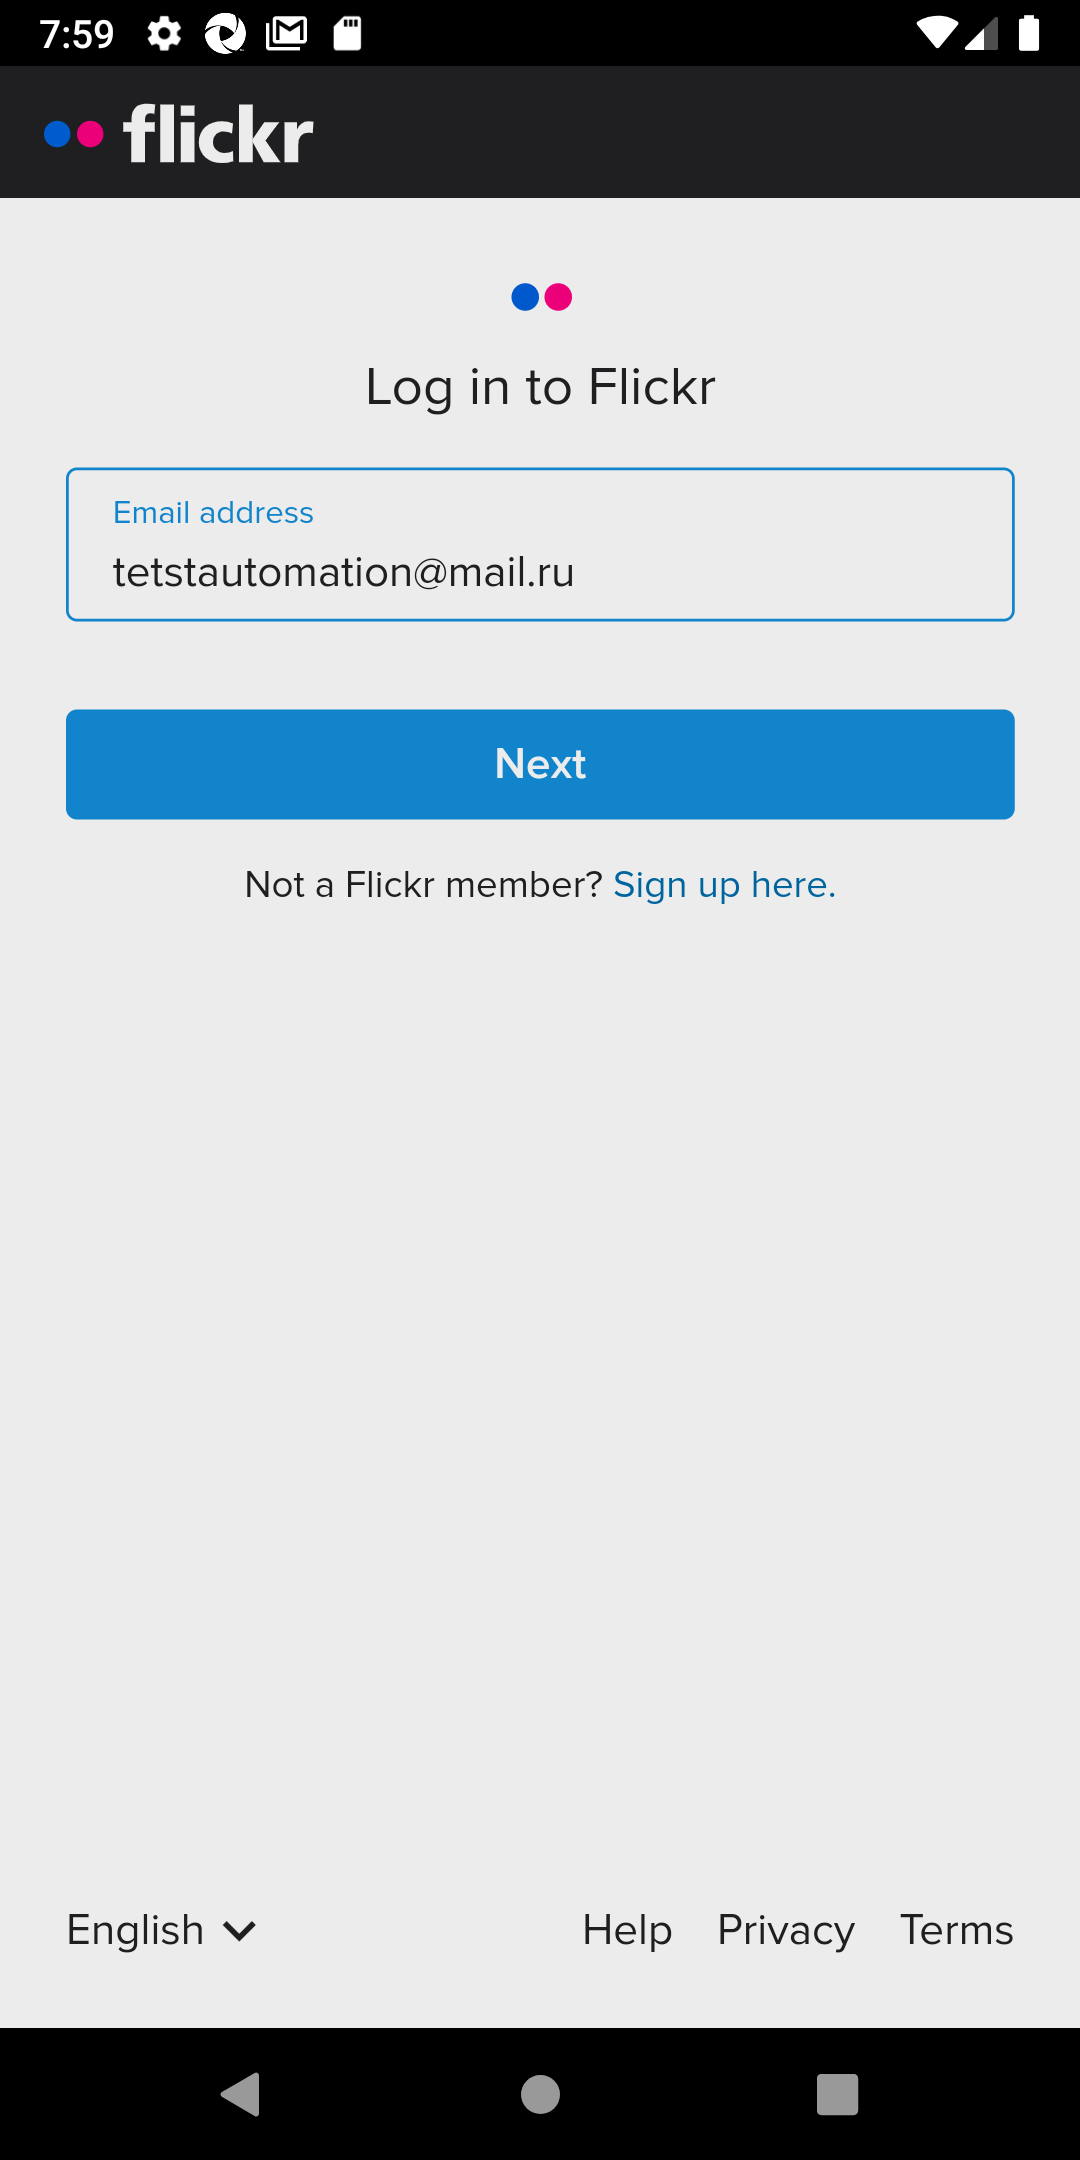 7:59
flickr
Log in to Flickr
Email address
tetstautomation@mail.ru
Next
Not a Flickr member? Sign up here.
English Help Privacy Terms